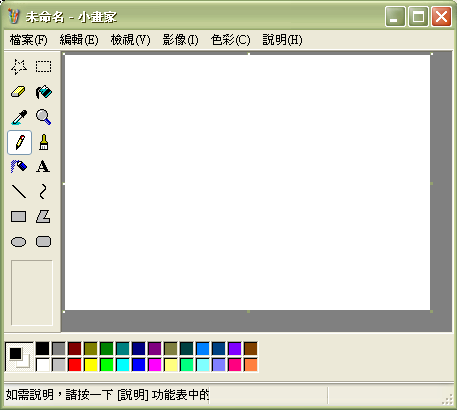 未命名 - 小畫家
檔案(F) 編輯(E) 檢視(V) 影像(I) 色彩(C) 說明(H)
A
如需說明，請按一下 [說明] 功能表中的